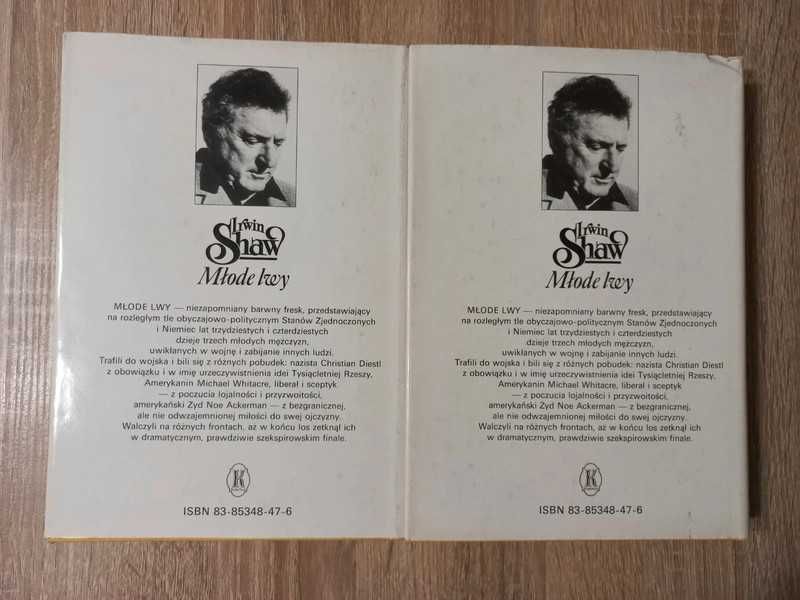 Irwin
Shaw
Młode lwy
MŁODE LWY — niezapomniany barwny fresk, przedstawiający
na rozległym tle obyczajowo-politycznym Stanów Zjednoczonych
i Niemiec lat trzydziestych i czterdziestych
dzieje trzech młodych mężczyzn,
uwikłanych w wojnę i zabijanie innych ludzi.
Trafili do wojska i bili się z różnych pobudek: nazista Christian Diestl
z obowiązku i w imię urzeczywistnienia idei Tysiącletniej Rzeszy,
Amerykanin Michael Whitacre, liberał i sceptyk
— z poczucia lojalności i przyzwoitości,
amerykański Żyd Noe Ackerman — z bezgranicznej,
ale nie odwzajemnionej miłości do swej ojczyzny.
Walczyli na różnych frontach, aż w końcu los zetknął ich
w dramatycznym, prawdziwie szekspirowskim finale.
K
ISBN 83-85348-47-6
Irwin
Shaw
Młode lwy
MŁODE LWY — niezapomniany barwny fresk, przedstawiający
na rozległym tle obyczajowo-politycznym Stanów Zjednoczonych
i Niemiec lat trzydziestych i czterdziestych
dzieje trzech młodych mężczyzn,
uwikłanych w wojnę i zabijanie innych ludzi.
Trafili do wojska i bili się z różnych pobudek: nazista Christian Diestl
z obowiązku i w imię urzeczywistnienia idei Tysiącletniej Rzeszy,
Amerykanin Michael Whitacre, liberał i sceptyk
— z poczucia lojalności i przyzwoitości,
amerykański Żyd Noe Ackerman — z bezgranicznej,
ale nie odwzajemnionej miłości do swej ojczyzny.
Walczyli na różnych frontach, aż w końcu los zetknął ich
w dramatycznym, prawdziwie szekspirowskim finale.
K
ISBN 83-85348-47-6